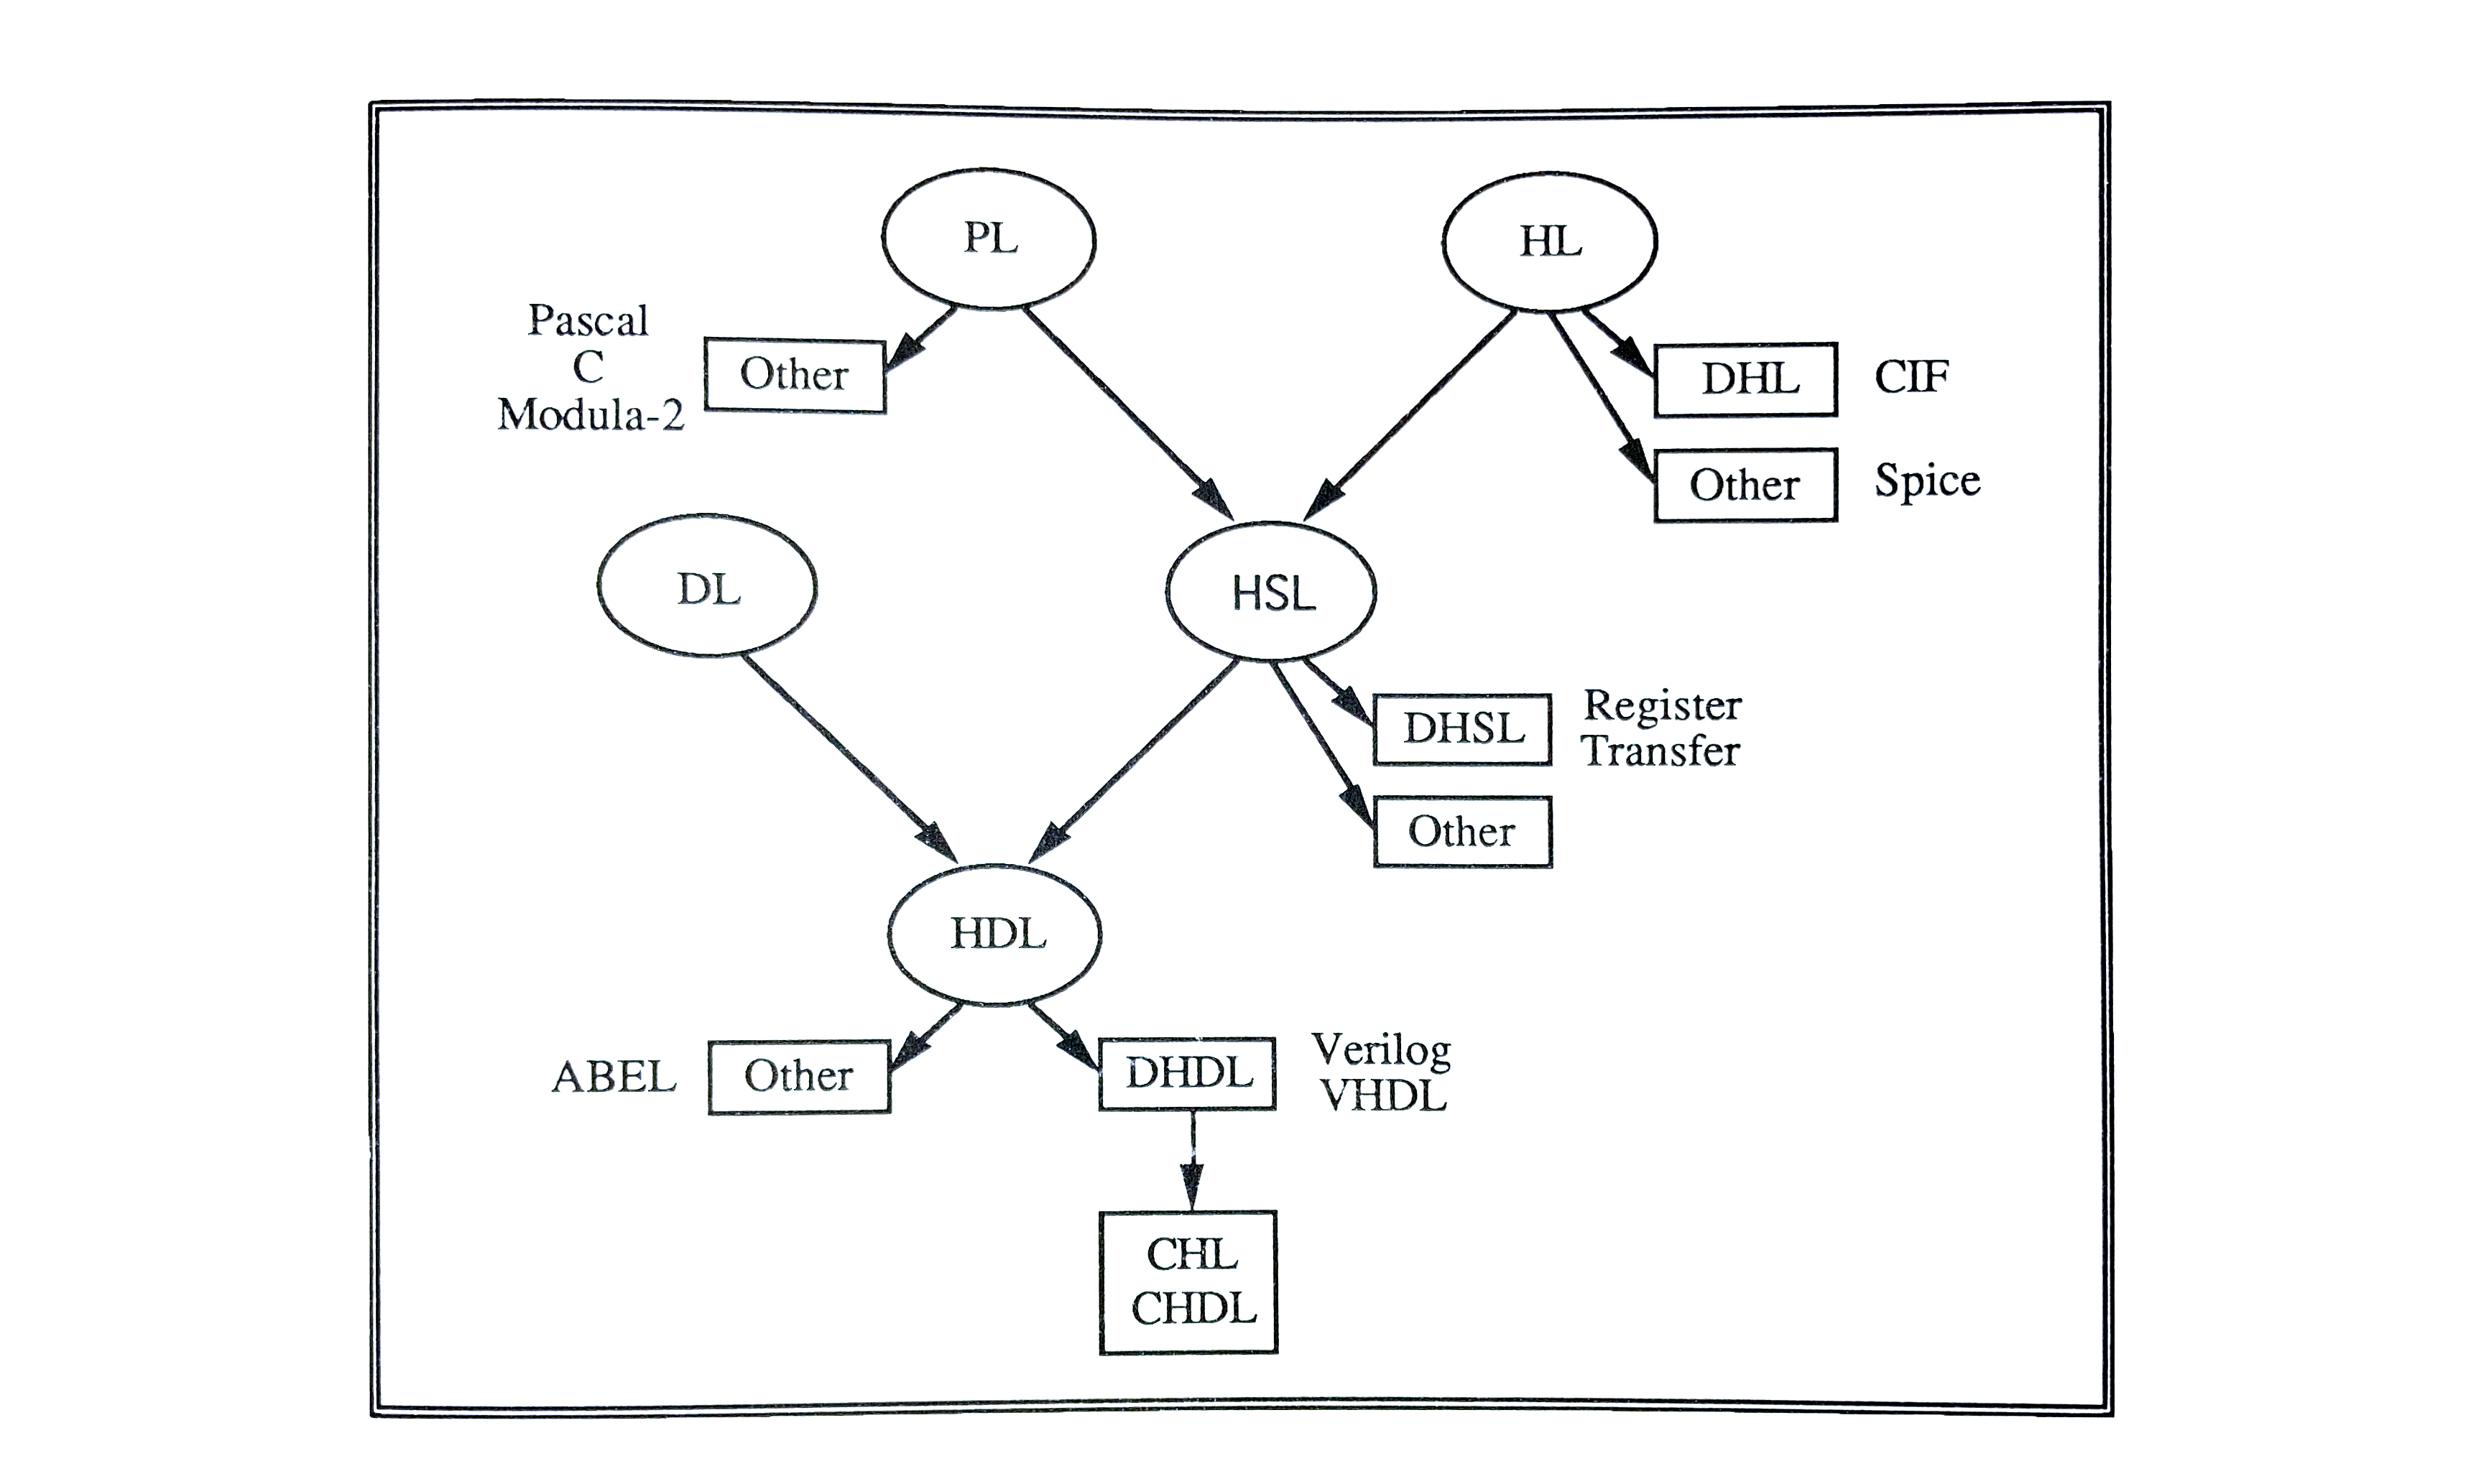 PL
HL
Pascal
C
Modula-2
Other
DHL
CIF
Other
Spice
DL
HSL
DHSL
Register
Transfer
Other
HDL
ABEL
Other
DHDL
Verilog
VHDL
CHL
CHDL